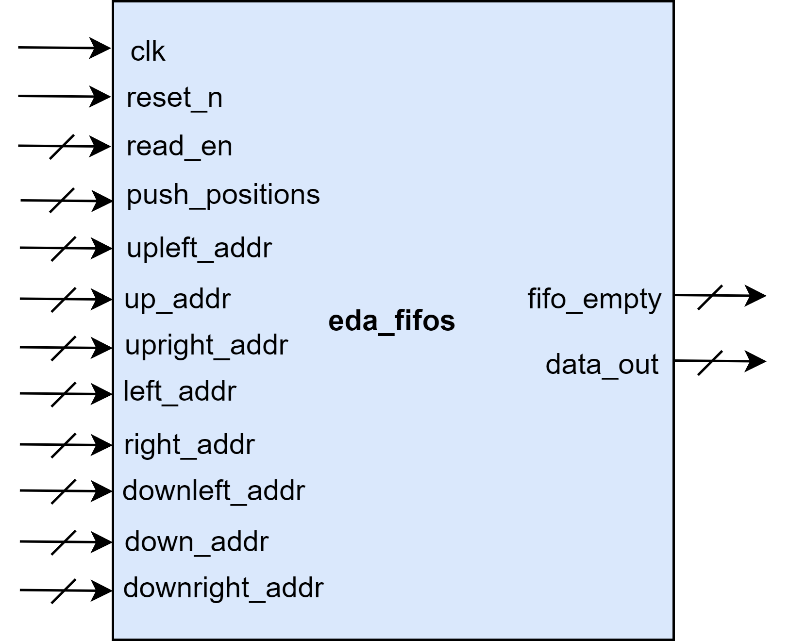 clk
reset_n
read_en
push_positions
upleft_addr
up_addr
upright_addr
left_addr
right_addr
downleft_addr
down_addr
downright_addr
eda_fifos
fifo_empty
data_out